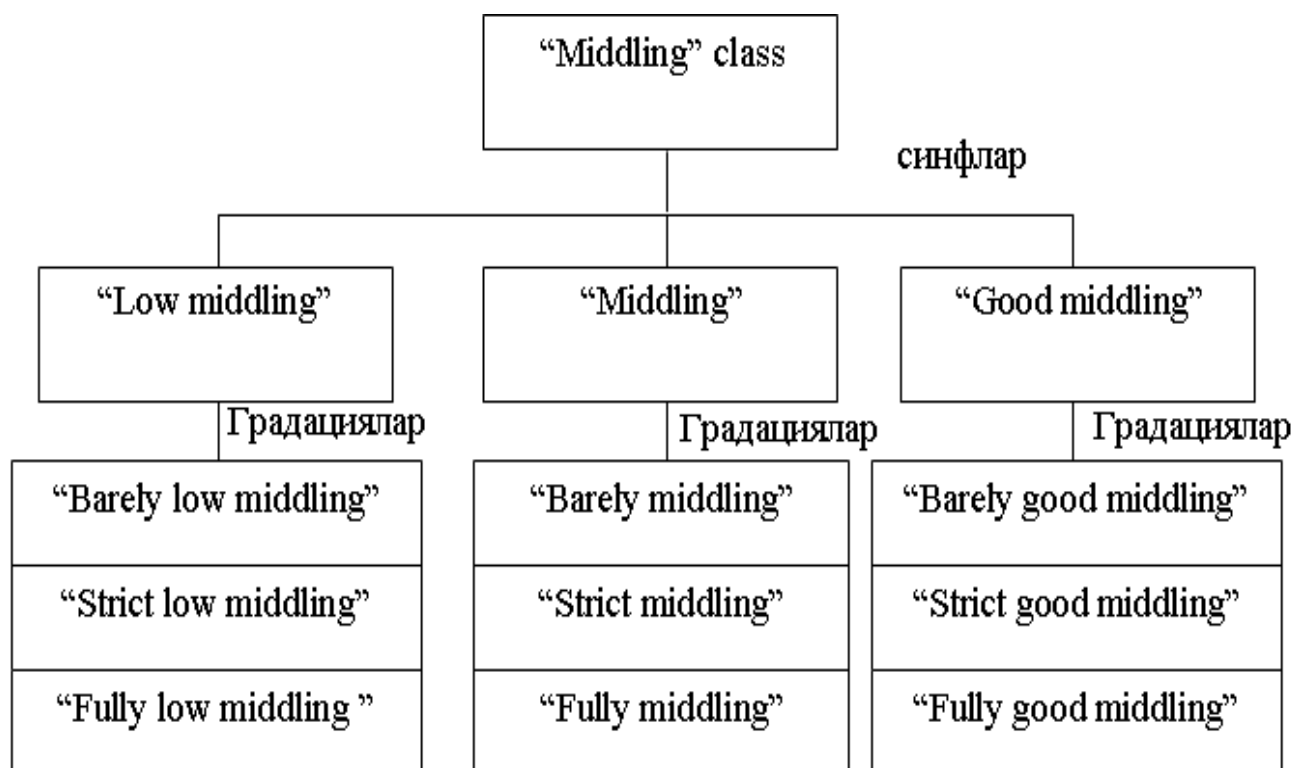 “Middling” class
синфлар
“Low middling”
“Middling”
“Good middling”
Градациялар
Градациялар
Градациялар
“Barely low middling”
“Barely middling”
“Barely good middling”
“Strict low middling”
“Strict middling”
“Strict good middling”
“Fully low middling ”
“Fully middling”
“Fully good middling”